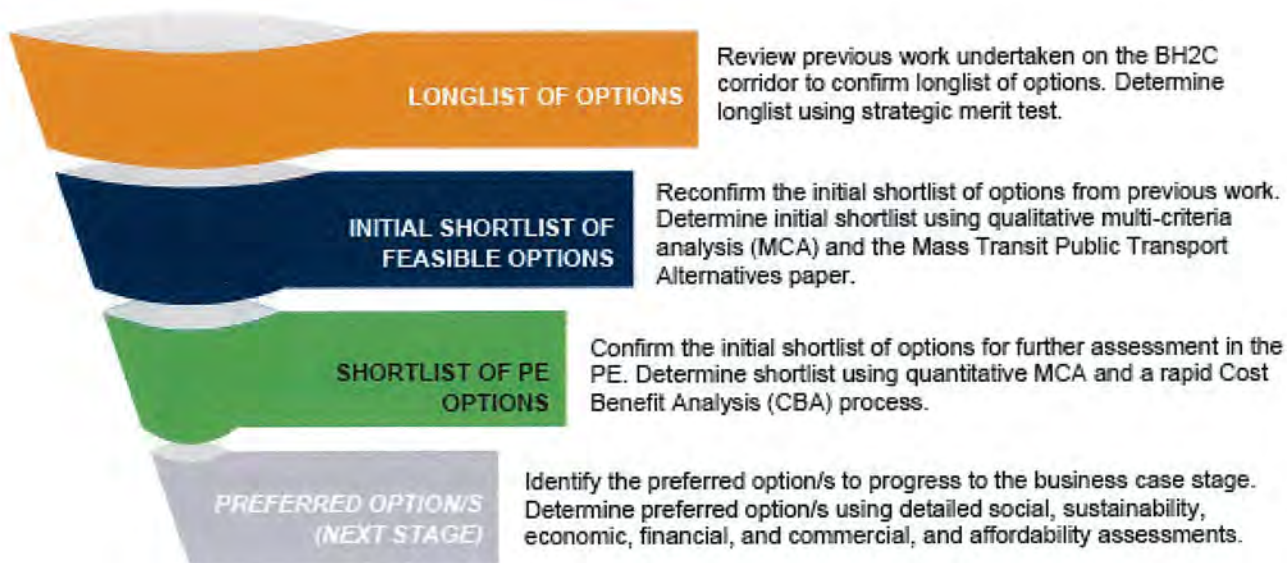 LONGLIST OF OPTIONS
Review previous work undertaken on the BH2C
corridor to confirm longlist of options. Determine
longlist using strategic merit test.
INITIAL SHORTLIST OF
FEASIBLE OPTIONS
Reconfirm the initial shortlist of options from previous work.
Determine initial shortlist using qualitative multi-criteria
analysis (MCA) and the Mass Transit Public Transport
Alternatives paper.
SHORTLIST OF PE
OPTIONS
Confirm the initial shortlist of options for further assessment in the
PE. Determine shortlist using quantitative MCA and a rapid Cost
Benefit Analysis (CBA) process.
PREFERRED OPTION/S
(NEXT STAGE)
Identify the preferred option/s to progress to the business case stage.
Determine preferred option/s using detailed social, sustainability,
economic, financial, and commercial, and affordability assessments.